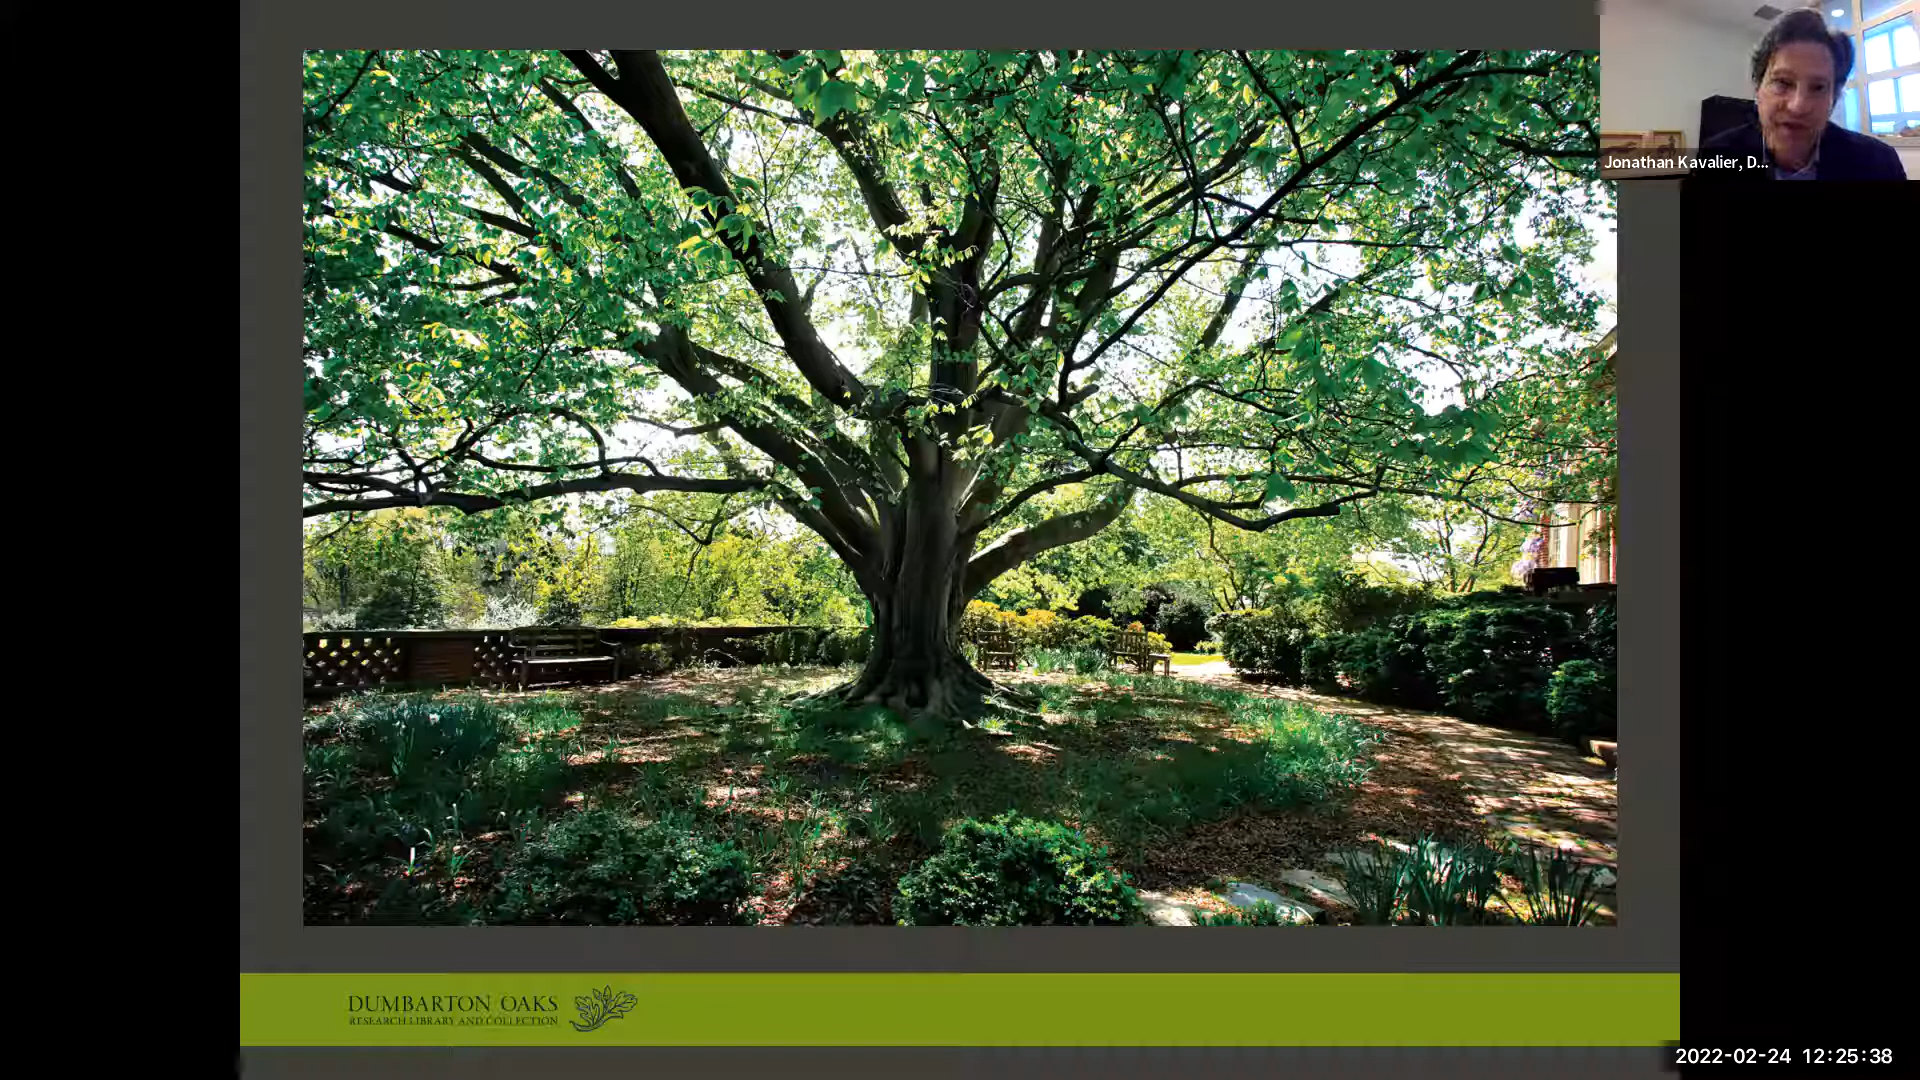 Jonathan Kavalier, D...
DUMBARTON OAKS
RESEARCH LIBRARY AND COLLECTION
2022-02-24 12:25:38